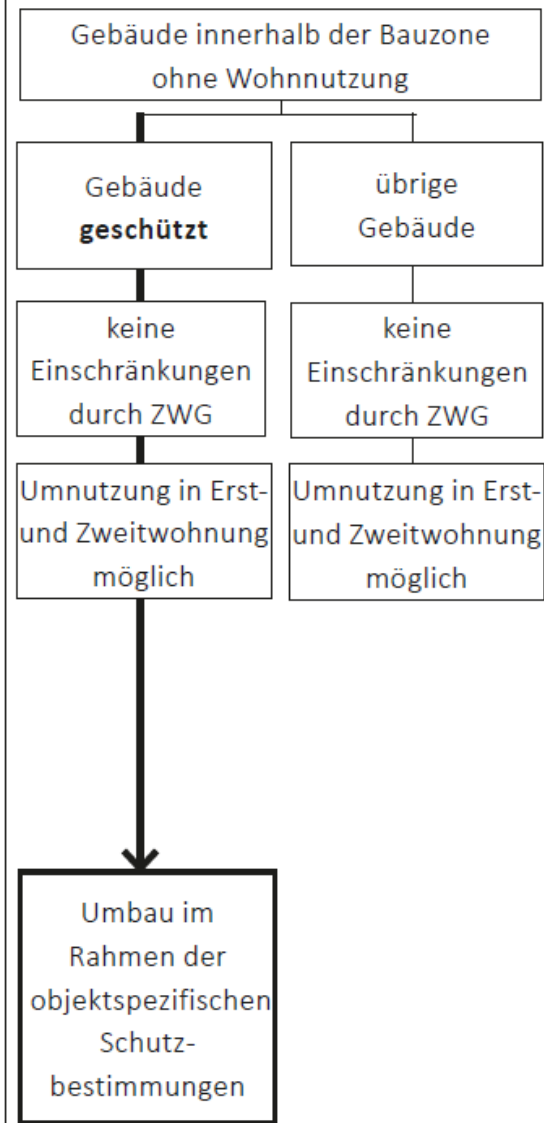 Gebäude innerhalb der Bauzone
ohne Wohnnutzung
Gebäude
geschützt
übrige
Gebäude
keine
Einschränkungen
durch ZWG
keine
Einschränkungen
durch ZWG
Umnutzung in Erst-
und Zweitwohnung
möglich
Umnutzung in Erst-
und Zweitwohnung
möglich
Umbau im
Rahmen der
objektspezifischen
Schutz-
bestimmungen